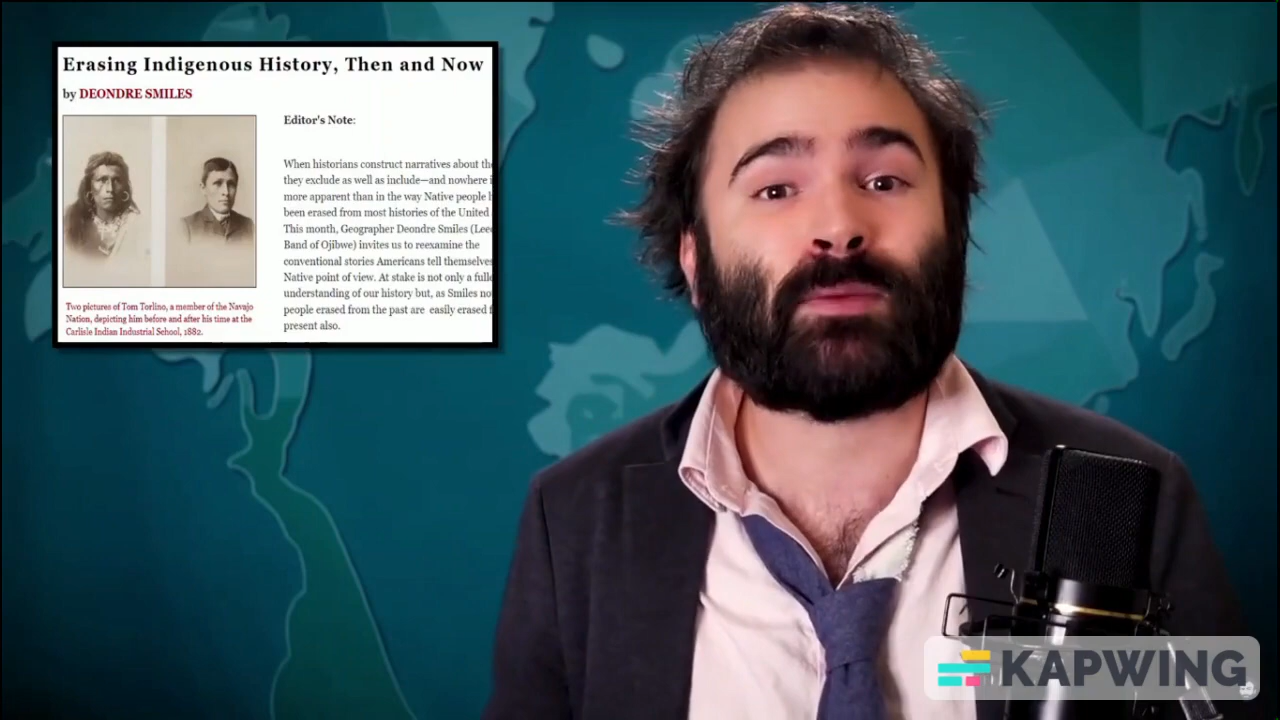 Erasing Indigenous History, Then and Now
by DEONDRE SMILES
Editor's Note:
When historians construct narratives about th
they exclude as well as include—and nowhere i
more apparent than in the way Native people
been erased from most histories of the United
This month, Geographer Deondre Smiles (Lee
Band of Ojibwe) invites us to reexamine the
conventional stories Americans tell themselves
Native point of view. At stake is not only a full
understanding of our history but, as Smiles no
people erased from the past are easily erased f
present also.
Two pictures of Tom Torlino, a member of the Navajo
Nation, depicting him before and after his time at the
Carlisle Indian Industrial School, 1882.
KAPWING